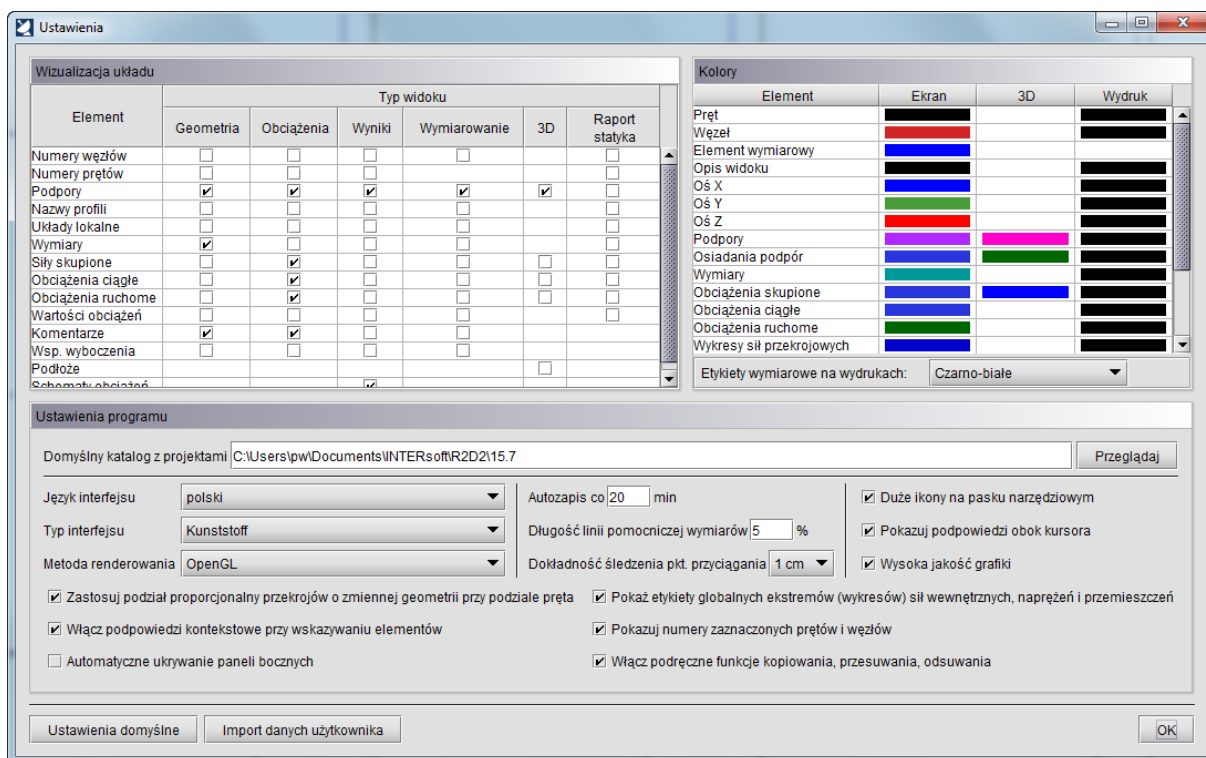 Ustawienia
Wizualizacja układu
Element
Typ widoku
Geometria Obciążenia Wyniki Wymiarowanie 3D Raport statyka
Numery węzłów
Numery prętów
Podpory
Nazwy profili
Układy lokalne
Wymiary
Siły skupione
Obciążenia ciągłe
Obciążenia ruchome
Wartości obciążeń
Komentarze
Wsp. wyboczenia
Podłoże
Schematy obciążeń
Kolory
Element Ekran 3D Wydruk
Pręt
Węzeł
Element wymiarowy
Opis widoku
Oś X
Oś Y
Oś Z
Podpory
Osiadania podpór
Wymiary
Obciążenia skupione
Obciążenia ciągłe
Obciążenia ruchome
Wykresy sił przekrojowych
Etykiety wymiarowe na wydrukach: Czarno-białe
Ustawienia programu
Domyślny katalog z projektami C:\Users\pw\Documents\INTERsoft\R2D2\15.7 Przeglądaj
Język interfejsu polski
Typ interfejsu Kunststoff
Metoda renderowania OpenGL
Autozapis co 20 min
Długość linii pomocniczej wymiarów 5 %
Dokładność śledzenia pkt. przyciągania 1 cm
Duże ikony na pasku narzędziowym
Pokazuj podpowiedzi obok kursora
Wysoka jakość grafiki
Zastosuj podział proporcjonalny przekrojów o zmiennej geometrii przy podziale pręta
Włącz podpowiedzi kontekstowe przy wskazywaniu elementów
Automatyczne ukrywanie paneli bocznych
Pokaż etykiety globalnych ekstremów (wykresów) sił wewnętrznych, naprężeń i przemieszczeń
Pokazuj numery zaznaczonych prętów i węzłów
Włącz podręczne funkcje kopiowania, przesuwania, odsuwania
Ustawienia domyślne Import danych użytkownika OK